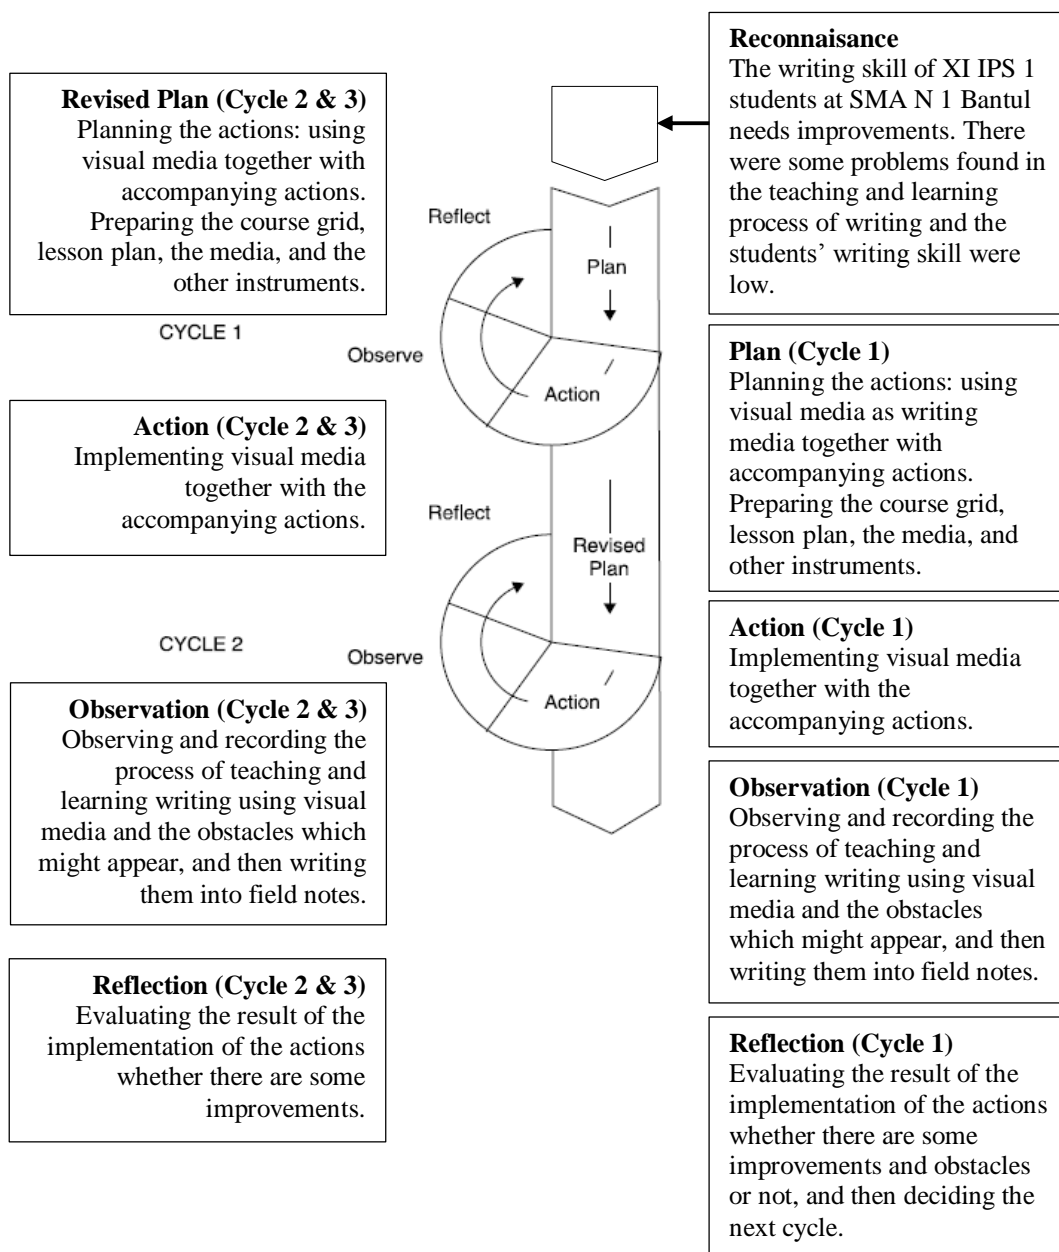 Revised Plan (Cycle 2 & 3)
Planning the actions: using
visual media together with
accompanying actions.
Preparing the course grid,
lesson plan, the media, and the
other instruments.
CYCLE 1
Action (Cycle 2 & 3)
Implementing visual media
together with the
accompanying actions.
CYCLE 2
Observation (Cycle 2 & 3)
Observing and recording the
process of teaching and
learning writing using visual
media and the obstacles which
might appear, and then writing
them into field notes.
Reflection (Cycle 2 & 3)
Evaluating the result of the
implementation of the actions
whether there are some
improvements.
Reflect
Plan
Observe
Action
Reflect
Revised
Plan
Observe
Action
Reconnaisance
The writing skill of XI IPS 1
students at SMA N 1 Bantul
needs improvements. There
were some problems found in
the teaching and learning
process of writing and the
students’ writing skill were
low.
Plan (Cycle 1)
Planning the actions: using
visual media as writing
media together with
accompanying actions.
Preparing the course grid,
lesson plan, the media, and
other instruments.
Action (Cycle 1)
Implementing visual media
together with the
accompanying actions.
Observation (Cycle 1)
Observing and recording the
process of teaching and
learning writing using visual
media and the obstacles
which might appear, and then
writing them into field notes.
Reflection (Cycle 1)
Evaluating the result of the
implementation of the actions
whether there are some
improvements and obstacles
or not, and then deciding the
next cycle.